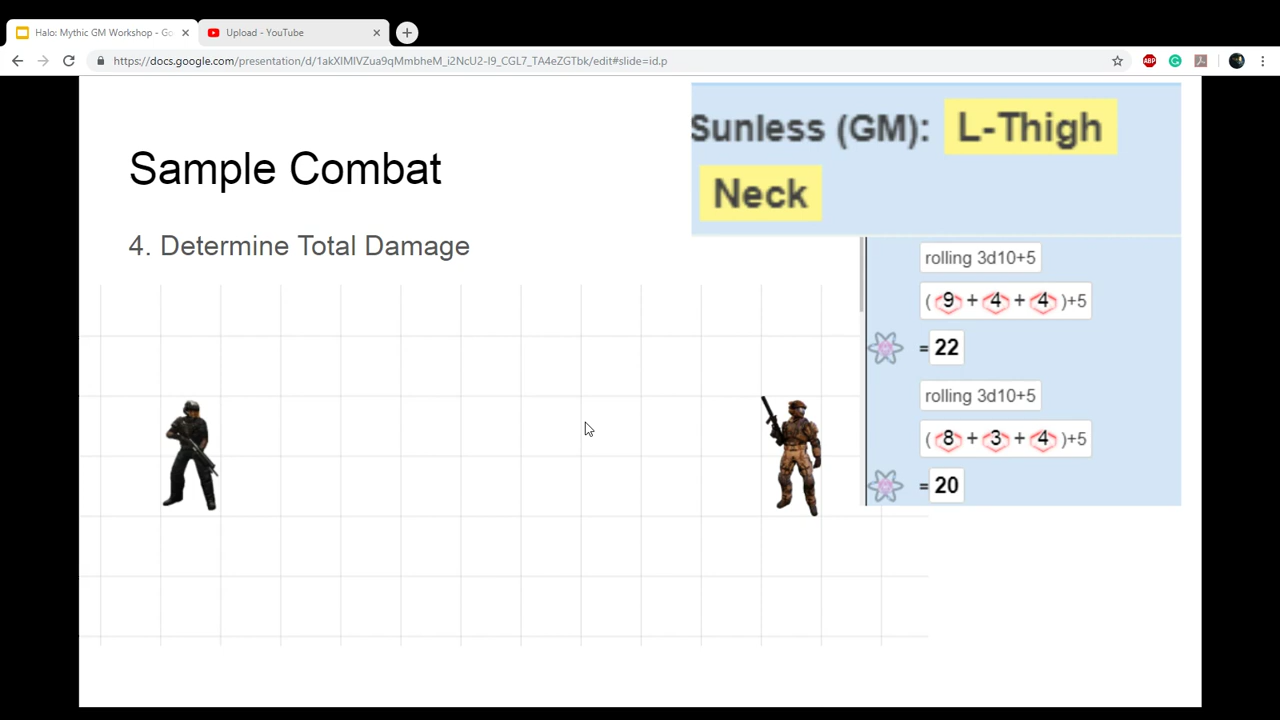 Halo: Mythic GM Workshop - Go
Upload - YouTube
https://docs.google.com/presentation/d/1akXlMlVZua9qMmbheM_i2NcU2-l9_CGL7_TA4eZGTbk/edit#slide=id.p
ABP
Sample Combat
4. Determine Total Damage
Sunless (GM): L-Thigh
Neck
rolling 3d10+5
( 9 + 4 + 4 )+5
= 22
rolling 3d10+5
( 8 + 3 + 4 )+5
= 20